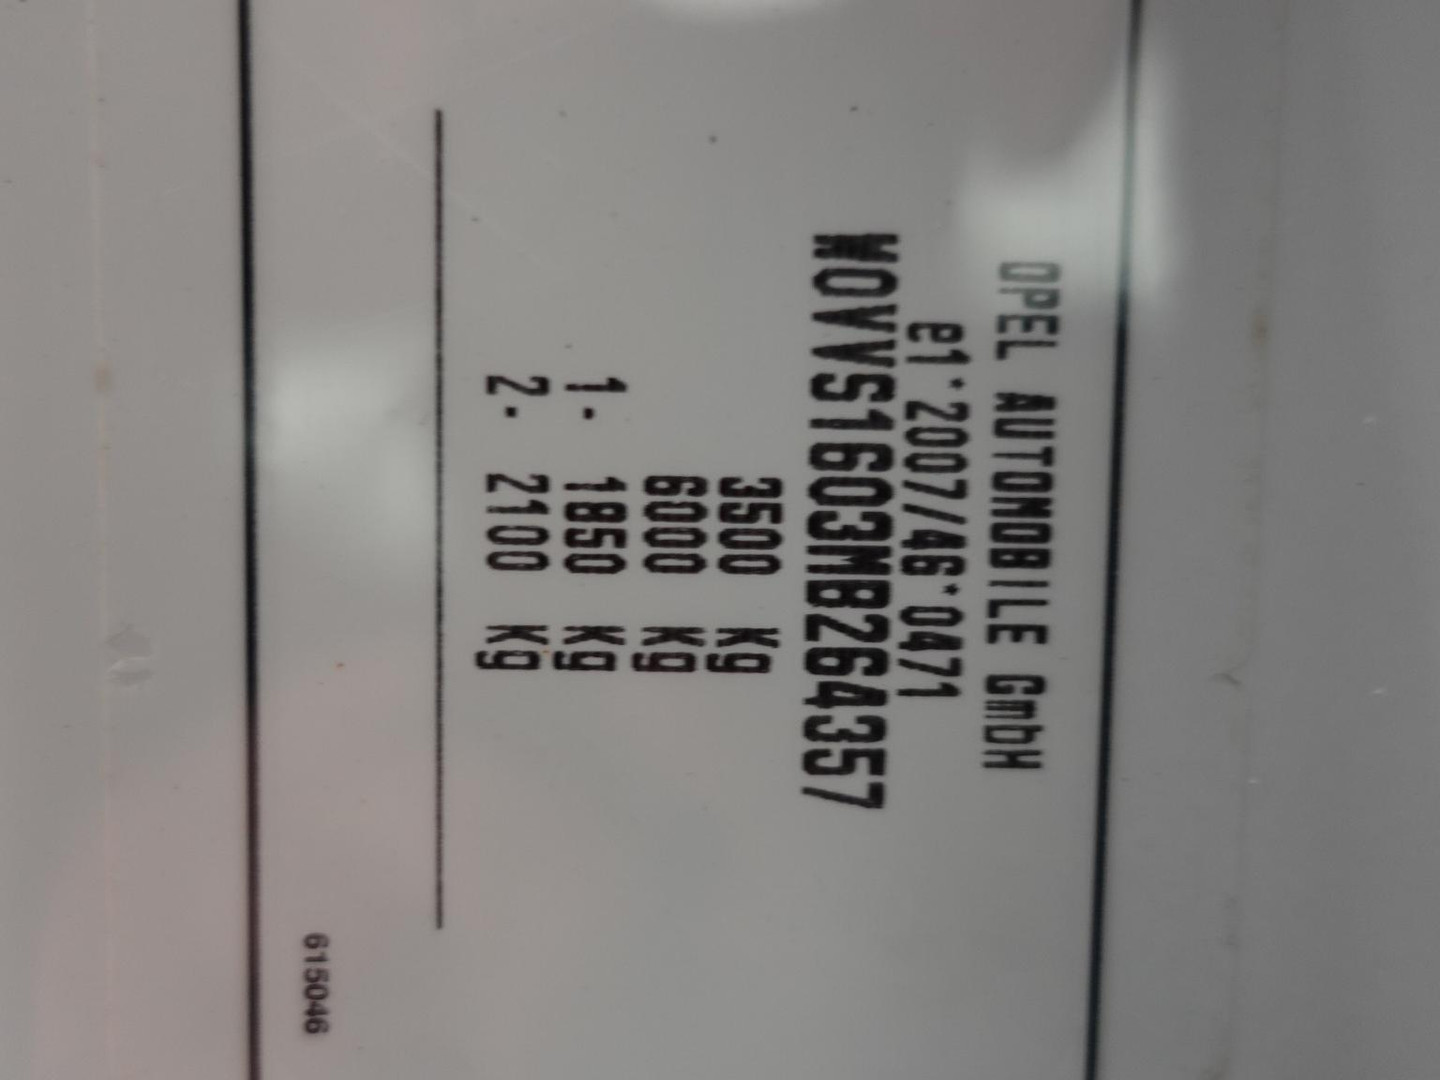 OPEL AUTOMOBILE GmbH
e1*2007/46*0471
W0VVS1603MB264357
3500 Kg
6000 Kg
1. 1850 Kg
2. 2100 Kg
615046